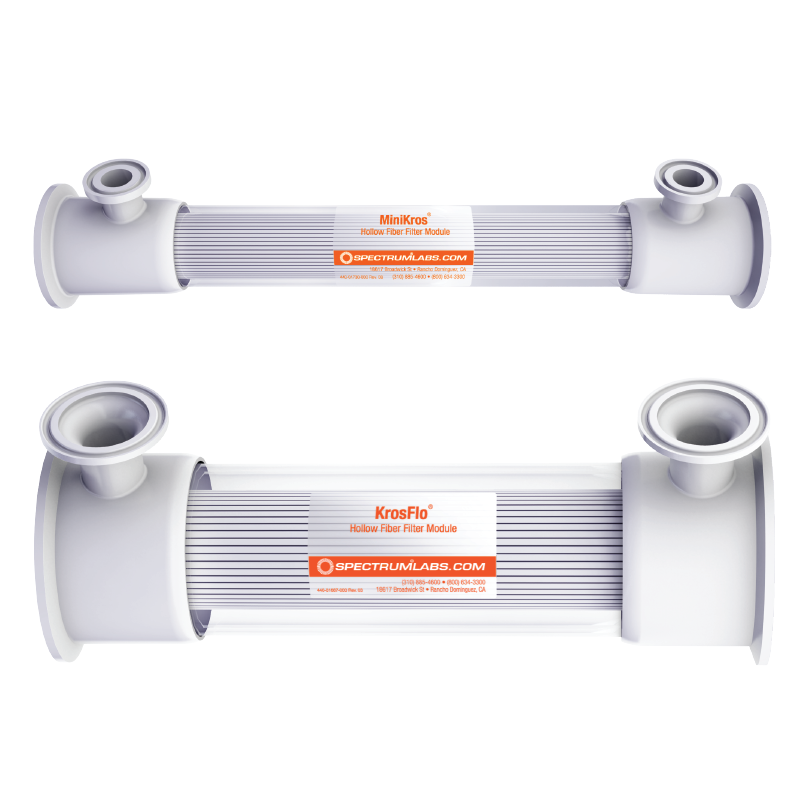 MiniKros®
Hollow Fiber Filter Module
SPECTRUMLABS.COM
18617 Broadwick St • Rancho Dominguez, CA
(310) 885-4600 • (800) 634-3300
KrosFlo®
Hollow Fiber Filter Module
SPECTRUMLABS.COM
(310) 885-4600 • (800) 634-3300
18617 Broadwick St • Rancho Dominguez, CA